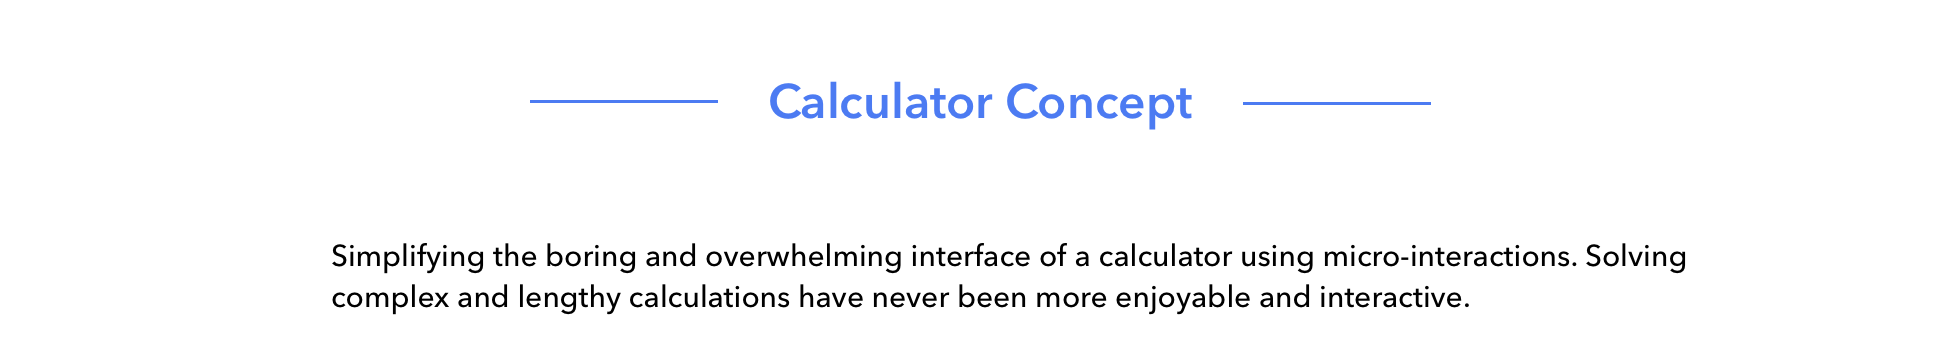 Calculator Concept
Simplifying the boring and overwhelming interface of a calculator using micro-interactions. Solving
complex and lengthy calculations have never been more enjoyable and interactive.